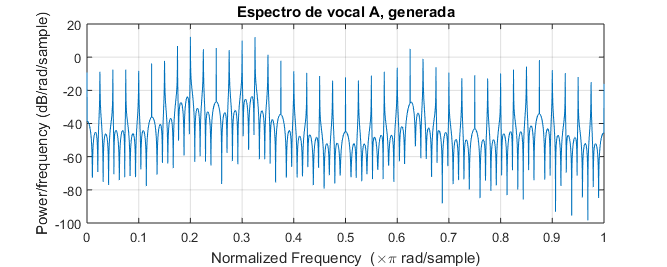 Espectro de vocal A, generada
Power/frequency (dB/rad/sample)
20
0
-20
-40
-60
-80
-100
0 0.1 0.2 0.3 0.4 0.5 0.6 0.7 0.8 0.9 1
Normalized Frequency (×π rad/sample)